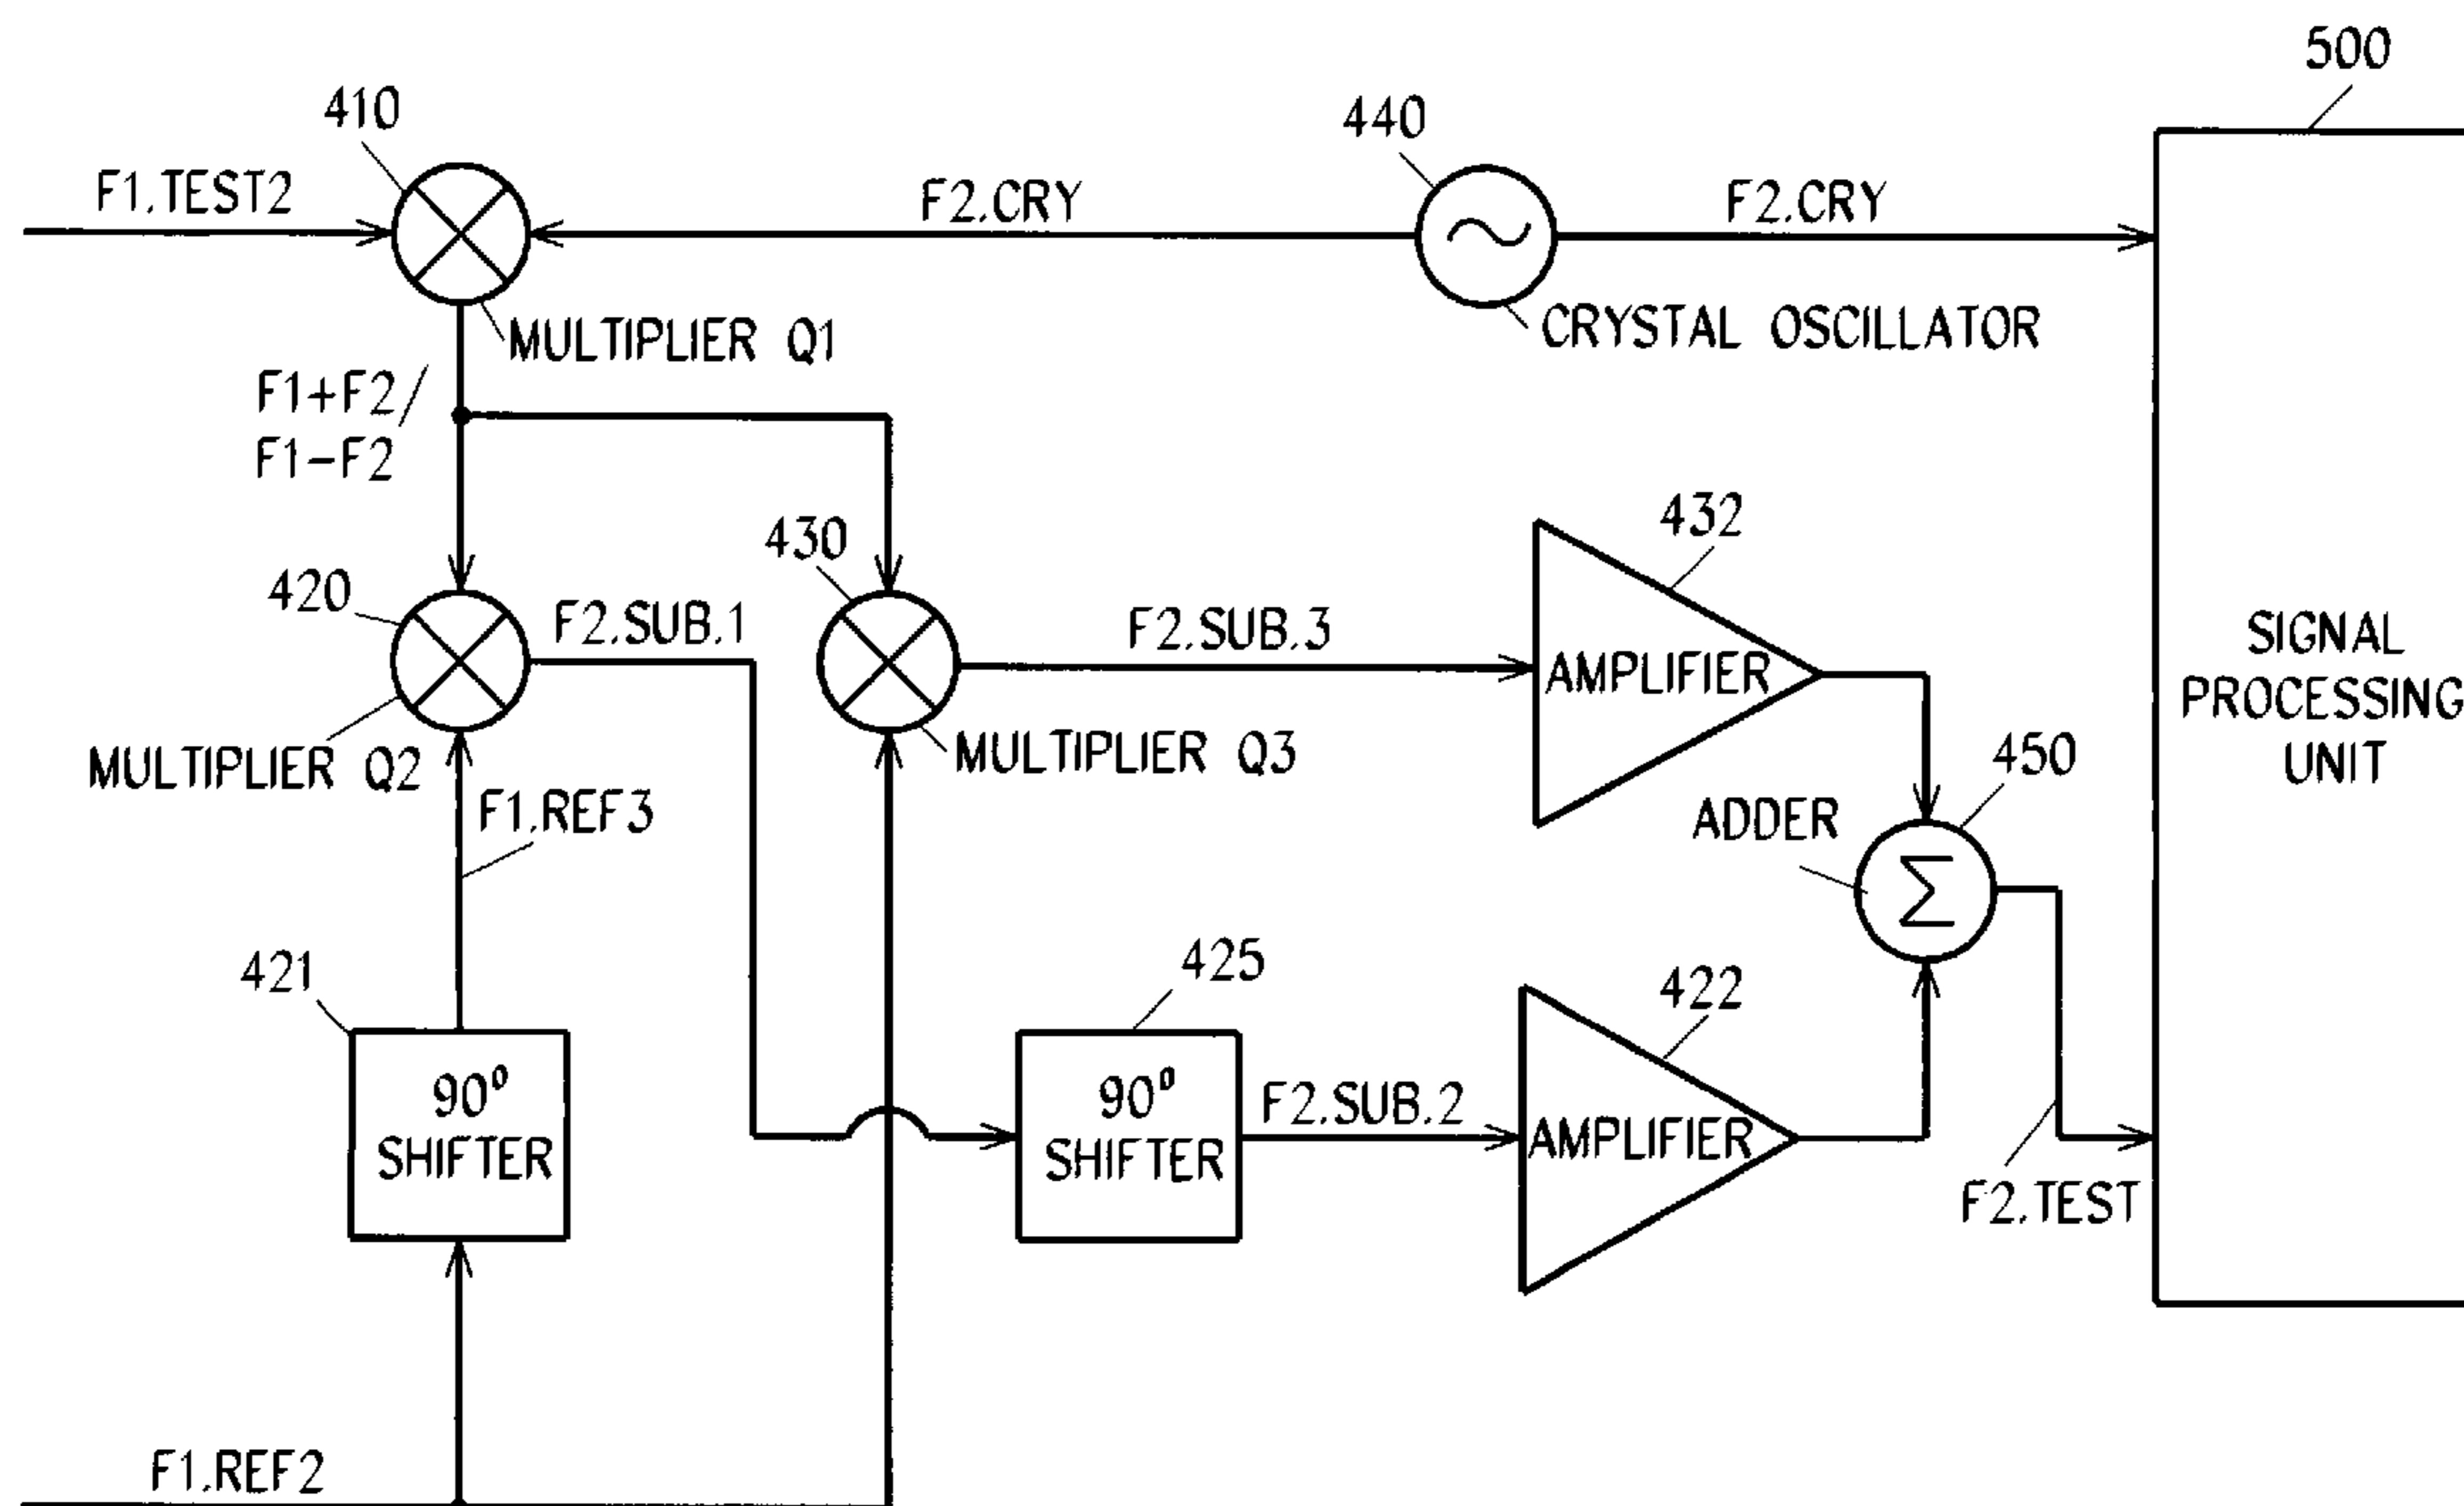 500
410
440
F1.TEST2
F2.CRY
F2.CRY
MULTIPLIER Q1
CRYSTAL OSCILLATOR
F1+F2/
F1-F2
432
430
420
F2.SUB.1
F2.SUB.3
SIGNAL
PROCESSING
UNIT
AMPLIFIER
MULTIPLIER Q2
MULTIPLIER Q3
450
F1.REF3
ADDER
Σ
421
425
422
90°
SHIFTER
90°
SHIFTER
F2.SUB.2
AMPLIFIER
F2.TEST
F1.REF2